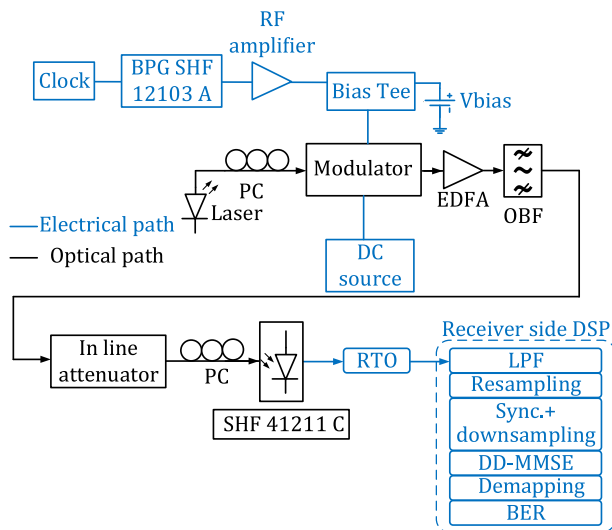 RF
amplifier
Clock
BPG SHF
12103 A
Bias Tee
Vbias
PC
Modulator
Laser
EDFA
OBF
Electrical path
Optical path
DC
source
In line
attenuator
PC
SHF 41211 C
RTO
Receiver side DSP
LPF
Resampling
Sync.+
downsampling
DD-MMSE
Demapping
BER